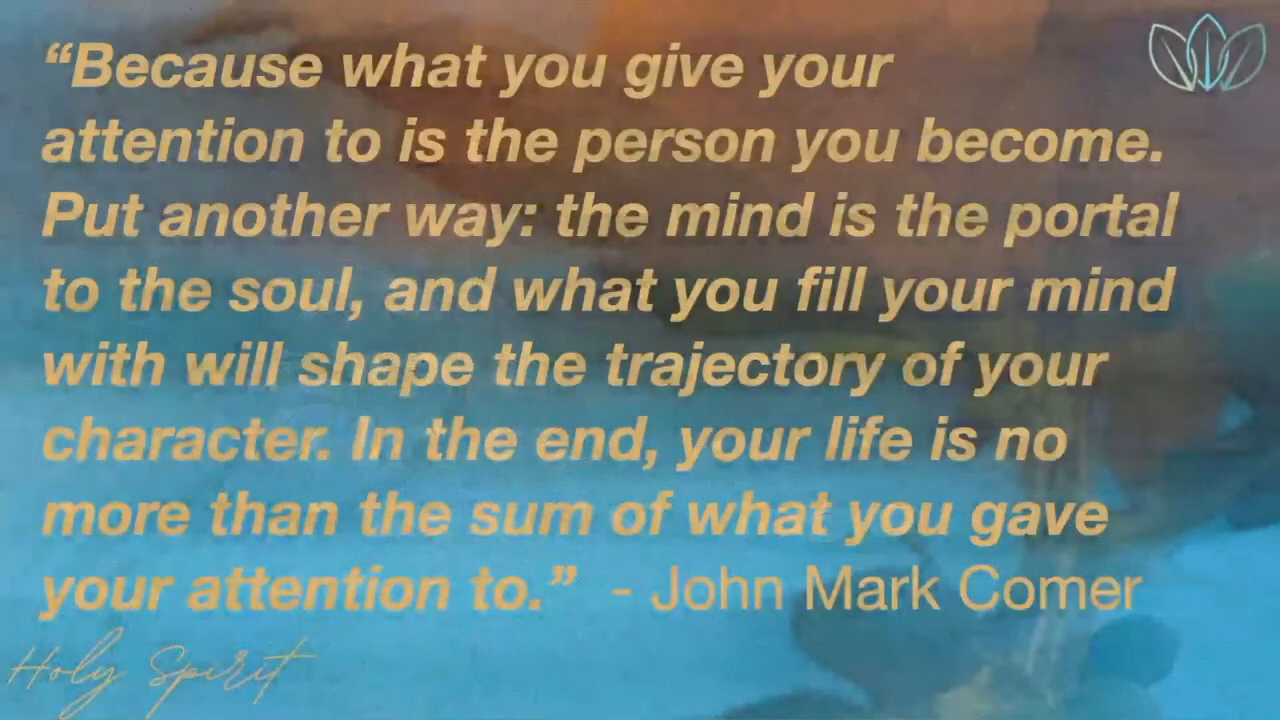 “Because what you give your
attention to is the person you become.
Put another way: the mind is the portal
to the soul, and what you fill your mind
with will shape the trajectory of your
character. In the end, your life is no
more than the sum of what you gave
your attention to.” - John Mark Comer
Holy Spirit